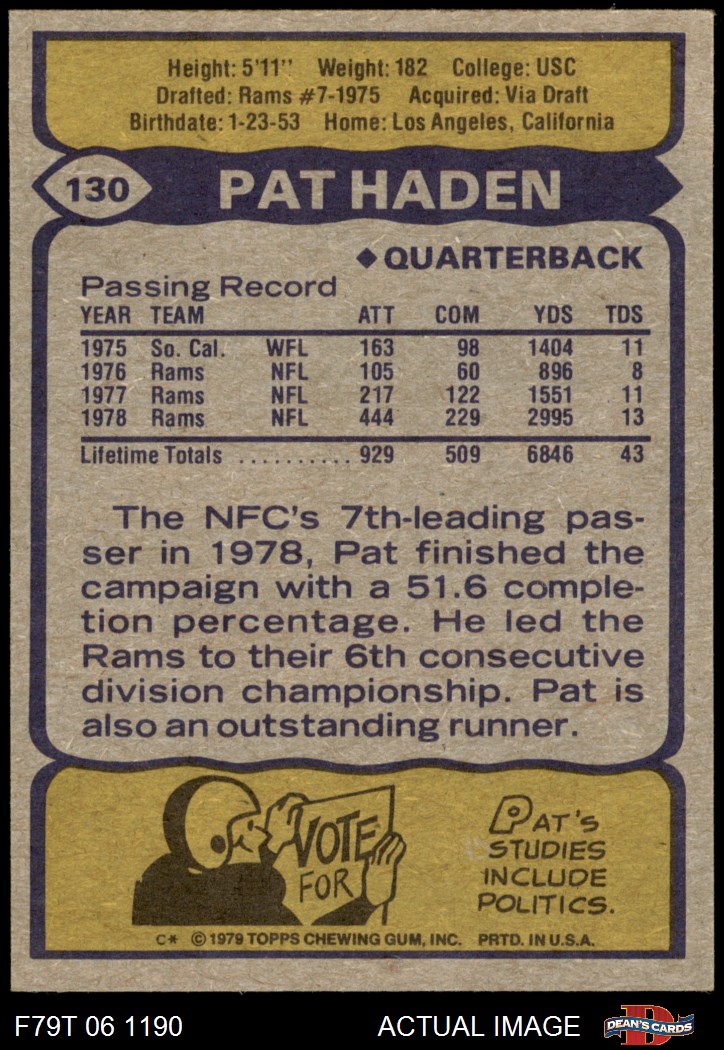 Height: 5'11'' Weight: 182 College: USC
Drafted: Rams #7-1975 Acquired: Via Draft
Birthdate: 1-23-53 Home: Los Angeles, California
130 PAT HADEN
◆ QUARTERBACK
Passing Record
YEAR TEAM ATT COM YDS TDS
1975 So. Cal. WFL 163 98 1404 11
1976 Rams NFL 105 60 896 8
1977 Rams NFL 217 122 1551 11
1978 Rams NFL 444 229 2995 13
Lifetime Totals .......... 929 509 6846 43
The NFC's 7th-leading pas-
ser in 1978, Pat finished the
campaign with a 51.6 comple-
tion percentage. He led the
Rams to their 6th consecutive
division championship. Pat is
also an outstanding runner.
VOTE
FOR
PAT'S
STUDIES
INCLUDE
POLITICS.
C* © 1979 TOPPS CHEWING GUM, INC. PRTD. IN U.S.A.
F79T 06 1190 ACTUAL IMAGE D DEAN'S CARDS